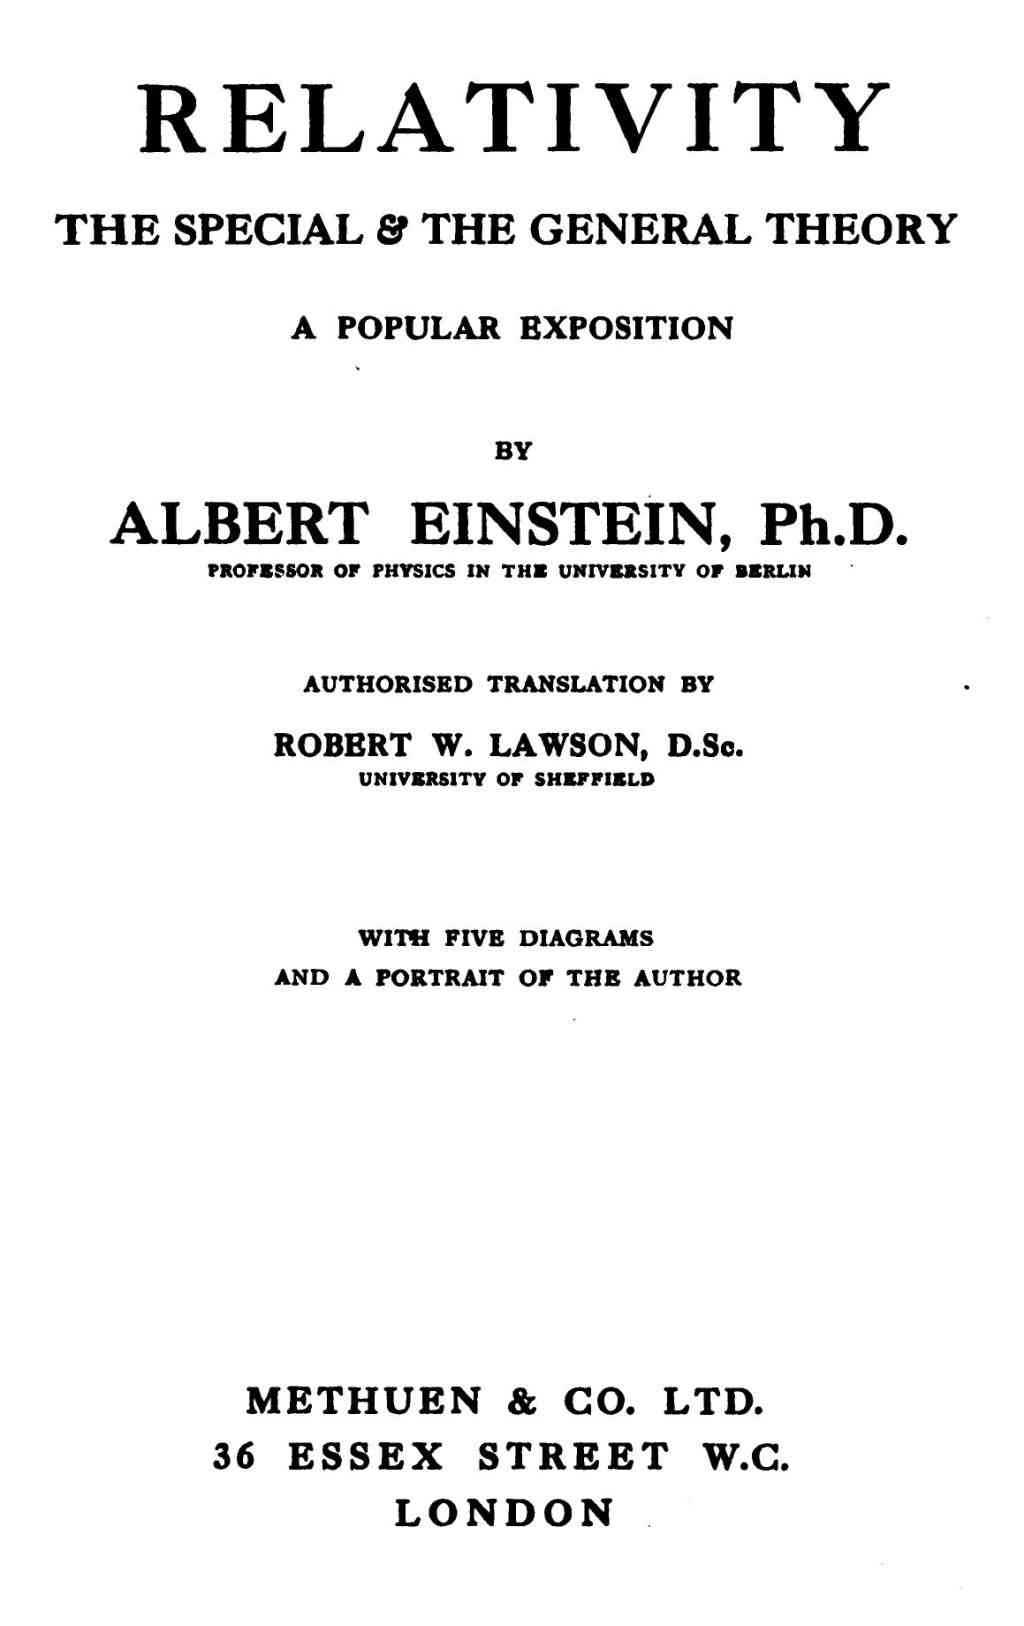 RELATIVITY
THE SPECIAL & THE GENERAL THEORY
A POPULAR EXPOSITION
BY
ALBERT EINSTEIN, Ph.D.
PROFESSOR OF PHYSICS IN THE UNIVERSITY OF BERLIN
AUTHORISED TRANSLATION BY
ROBERT W. LAWSON, D.Sc.
UNIVERSITY OF SHEFFIELD
WITH FIVE DIAGRAMS
AND A PORTRAIT OF THE AUTHOR
METHUEN & CO. LTD.
36 ESSEX STREET W.C.
LONDON